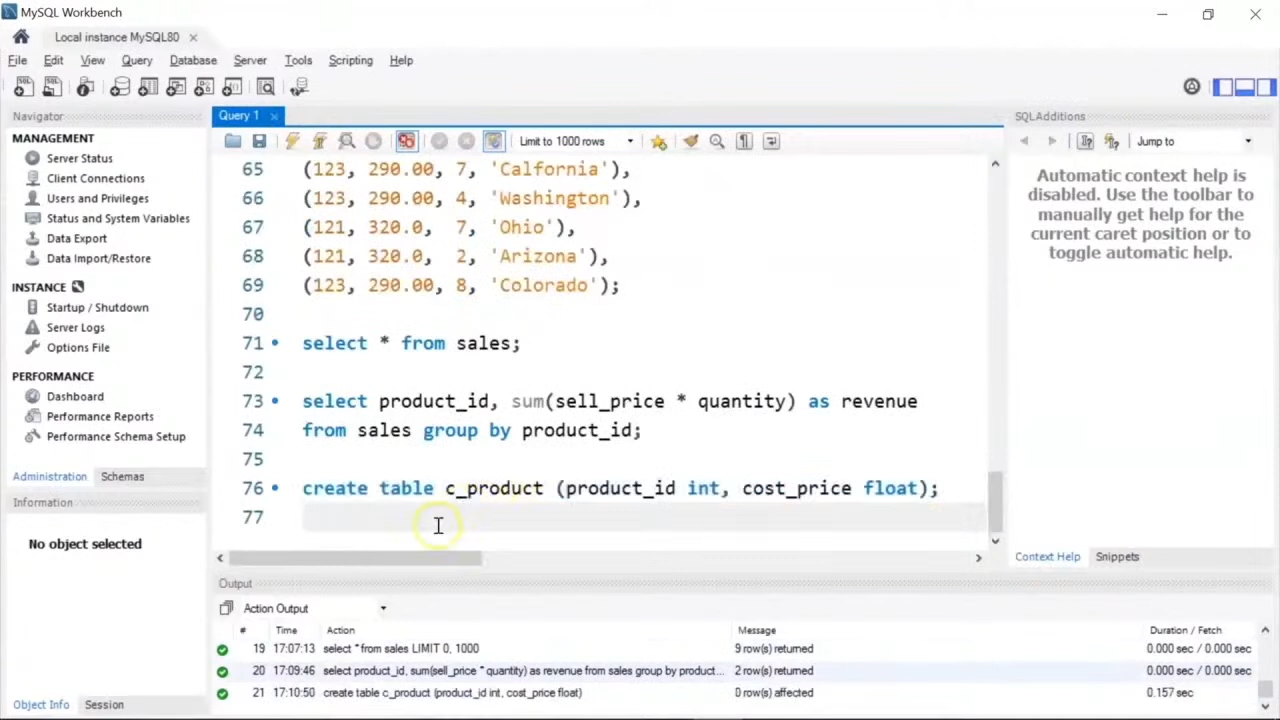 MySQL Workbench
Local instance MySQL80
File Edit View Query Database Server Tools Scripting Help
Navigator
MANAGEMENT
Server Status
Client Connections
Users and Privileges
Status and System Variables
Data Export
Data Import/Restore
INSTANCE
Startup / Shutdown
Server Logs
Options File
PERFORMANCE
Dashboard
Performance Reports
Performance Schema Setup
Administration Schemas
Information
No object selected
Object Info Session
Query 1
Limit to 1000 rows
65 (123, 290.00, 7, 'Calfornia'),
66 (123, 290.00, 4, 'Washington'),
67 (121, 320.0, 7, 'Ohio'),
68 (121, 320.0, 2, 'Arizona'),
69 (123, 290.00, 8, 'Colorado');
70
71 select * from sales;
72
73 select product_id, sum(sell_price * quantity) as revenue
74 from sales group by product_id;
75
76 create table c_product (product_id int, cost_price float);
77
SQLAdditions
Jump to
Automatic context help is
disabled. Use the toolbar to
manually get help for the
current caret position or to
toggle automatic help.
Context Help Snippets
Output
Action Output
# Time Action Message Duration / Fetch
19 17:07:13 select * from sales LIMIT 0, 1000 9 row(s) returned 0.000 sec / 0.000 sec
20 17:09:46 select product_id, sum(sell_price * quantity) as revenue from sales group by product... 2 row(s) returned 0.000 sec / 0.000 sec
21 17:10:50 create table c_product (product_id int, cost_price float) 0 row(s) affected 0.157 sec